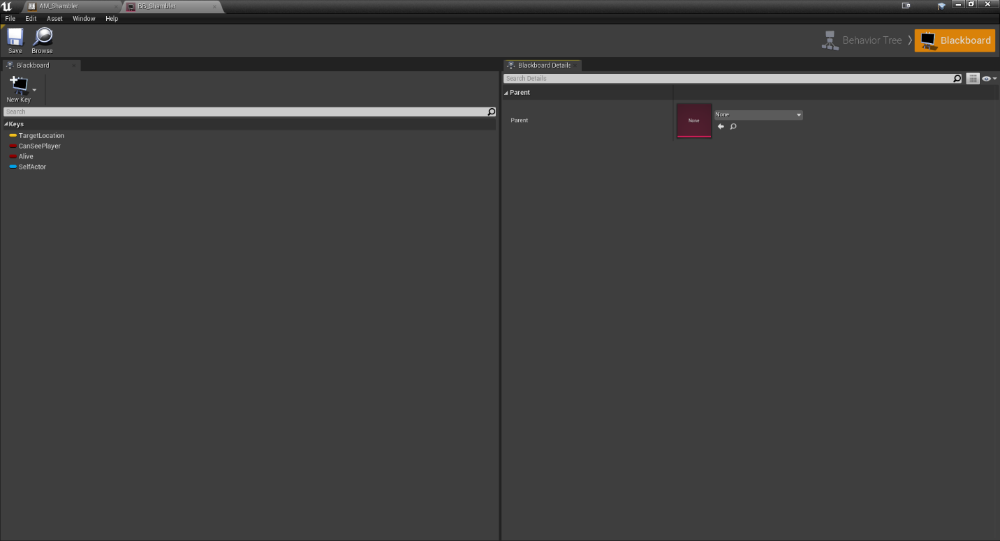 AM_Shambler
BB_Shambler
File Edit Asset Window Help
Save Browse
Behavior Tree Blackboard
Blackboard
New Key
Search
Keys
TargetLocation
CanSeePlayer
Alive
SelfActor
Blackboard Details
Search Details
Parent
Parent
None
None